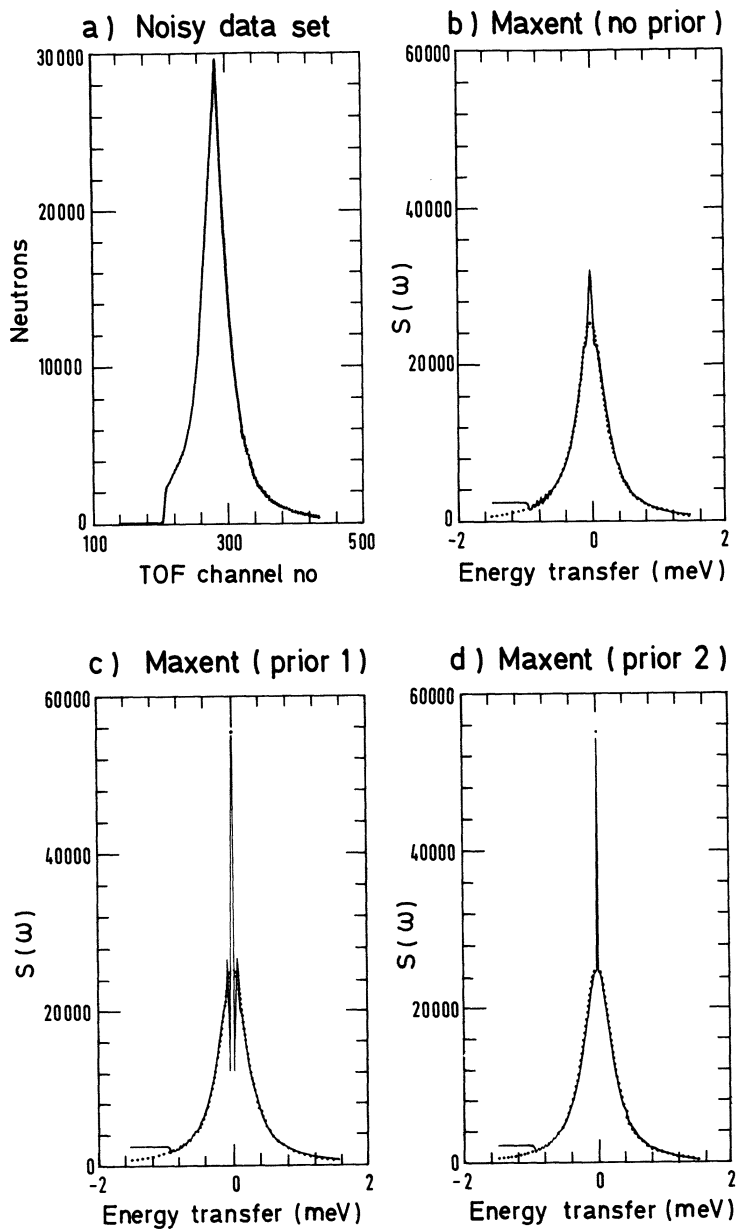 a) Noisy data set
30000
20000
10000
0
Neutrons
100 300 500
TOF channel no
b) Maxent (no prior)
60000
40000
20000
0
S(ω)
-2 0 2
Energy transfer (meV)
c) Maxent (prior 1)
60000
40000
20000
0
S(ω)
-2 0 2
Energy transfer (meV)
d) Maxent (prior 2)
60000
40000
20000
0
S(ω)
-2 0 2
Energy transfer (meV)